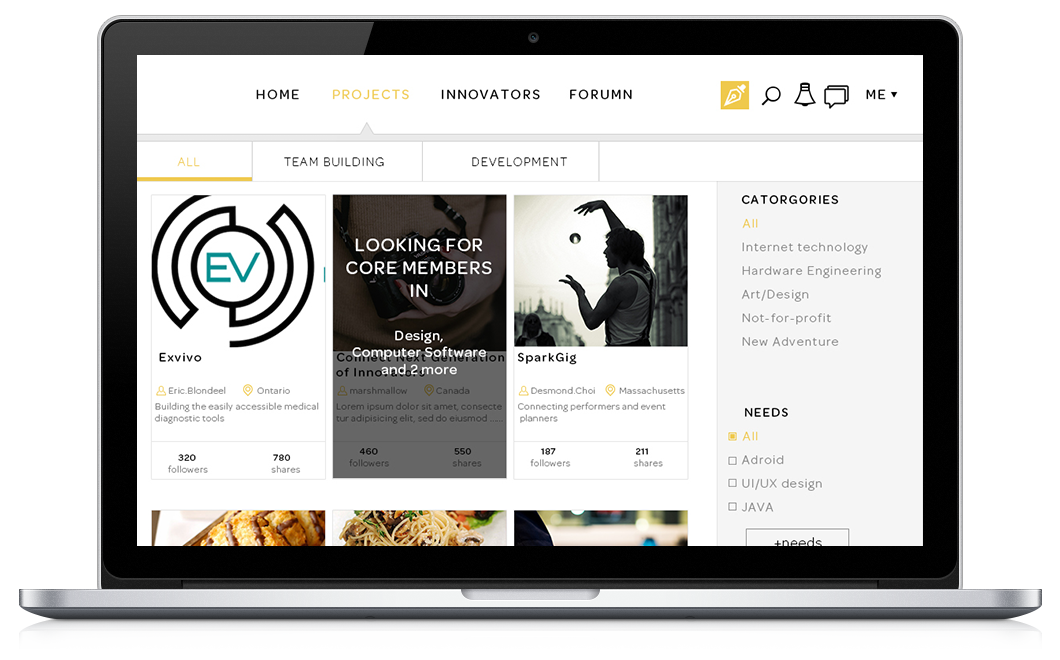 HOME
PROJECTS
INNOVATORS
FORUMN
ME
ALL
TEAM BUILDING
DEVELOPMENT
EV
Exvivo
Eric.Blondeel
Ontario
Building the easily accessible medical
diagnostic tools
320
followers
780
shares
LOOKING FOR
CORE MEMBERS
IN
Design,
Computer Software
and 2 more
Connect Next Generation
of Innovators
marshmallow
Canada
Lorem ipsum dolor sit amet, consecte
tur adipisicing elit, sed do eiusmod ......
460
followers
550
shares
SparkGig
Desmond.Choi
Massachusetts
Connecting performers and event
planners
187
followers
211
shares
CATORGORIES
All
Internet technology
Hardware Engineering
Art/Design
Not-for-profit
New Adventure
NEEDS
All
Adroid
UI/UX design
JAVA
+needs